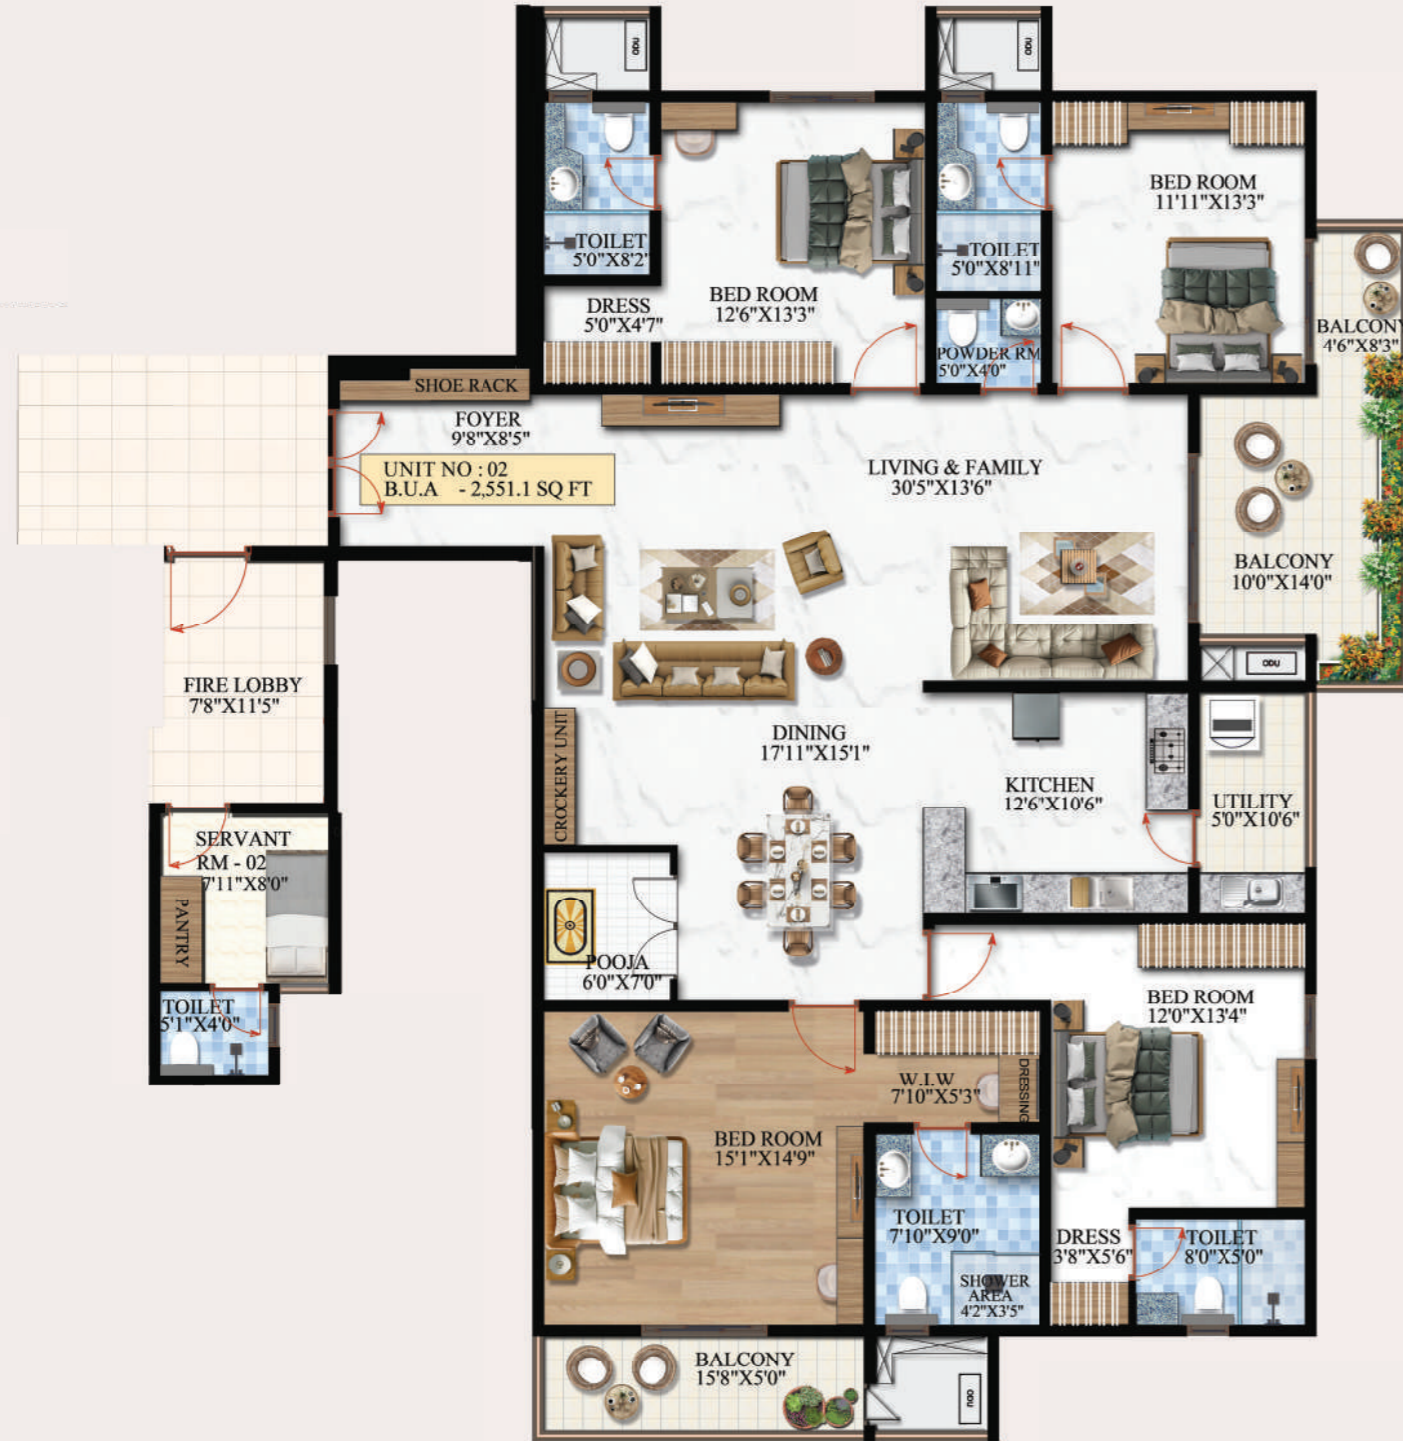 ODU
ODU
TOILET
5'0"X8'2"
DRESS
5'0"X4'7"
BED ROOM
12'6"X13'3"
TOILET
5'0"X8'11"
POWDER RM
5'0"X4'0"
BED ROOM
11'11"X13'3"
BALCONY
4'6"X8'3"
SHOE RACK
FOYER
9'8"X8'5"
UNIT NO : 02
B.U.A - 2,551.1 SQ FT
LIVING & FAMILY
30'5"X13'6"
BALCONY
10'0"X14'0"
ODU
FIRE LOBBY
7'8"X11'5"
CROCKERY UNIT
DINING
17'11"X15'1"
KITCHEN
12'6"X10'6"
UTILITY
5'0"X10'6"
SERVANT
RM - 02
7'11"X8'0"
PANTRY
TOILET
5'1"X4'0"
POOJA
6'0"X7'0"
BED ROOM
12'0"X13'4"
W.I.W
7'10"X5'3"
DRESSING
BED ROOM
15'1"X14'9"
TOILET
7'10"X9'0"
SHOWER
AREA
4'2"X3'5"
DRESS
3'8"X5'6"
TOILET
8'0"X5'0"
BALCONY
15'8"X5'0"
ODU